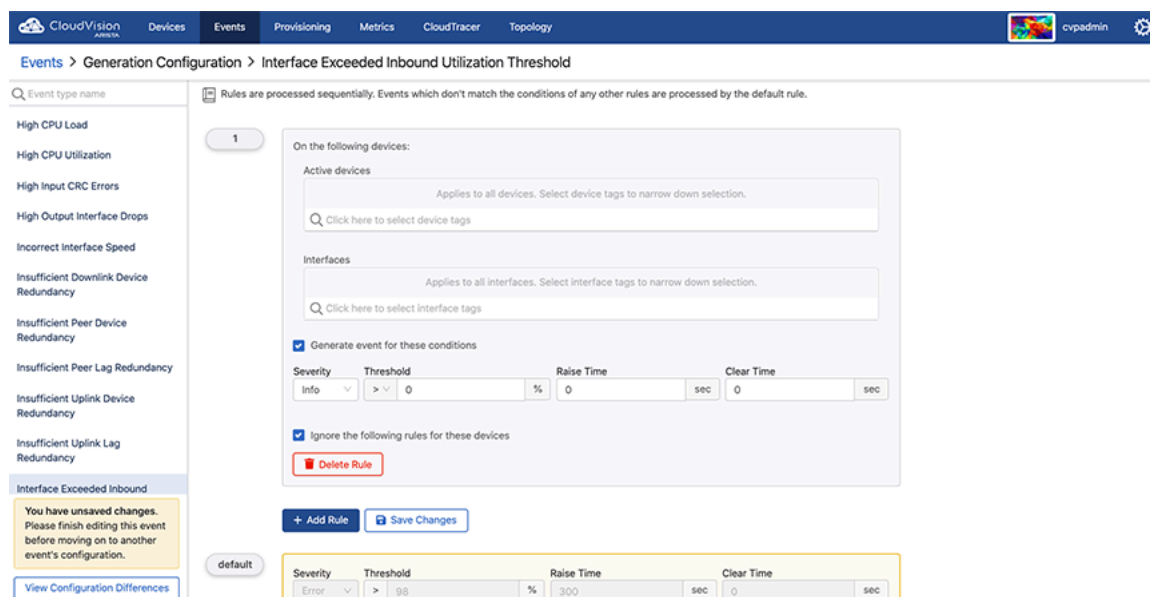 CloudVision
ARISTA
Devices
Events
Provisioning
Metrics
CloudTracer
Topology
cvpadmin
Events > Generation Configuration > Interface Exceeded Inbound Utilization Threshold
Event type name
High CPU Load
High CPU Utilization
High Input CRC Errors
High Output Interface Drops
Incorrect Interface Speed
Insufficient Downlink Device
Redundancy
Insufficient Peer Device
Redundancy
Insufficient Peer Lag Redundancy
Insufficient Uplink Device
Redundancy
Insufficient Uplink Lag
Redundancy
Interface Exceeded Inbound
You have unsaved changes.
Please finish editing this event
before moving on to another
event's configuration.
View Configuration Differences
Rules are processed sequentially. Events which don't match the conditions of any other rules are processed by the default rule.
1
On the following devices:
Active devices
Applies to all devices. Select device tags to narrow down selection.
Click here to select device tags
Interfaces
Applies to all interfaces. Select interface tags to narrow down selection.
Click here to select interface tags
Generate event for these conditions
Severity Threshold Raise Time Clear Time
Info > 0 % 0 sec 0 sec
Ignore the following rules for these devices
Delete Rule
+ Add Rule
Save Changes
default
Severity Threshold Raise Time Clear Time
Error > 98 % 300 sec 0 sec